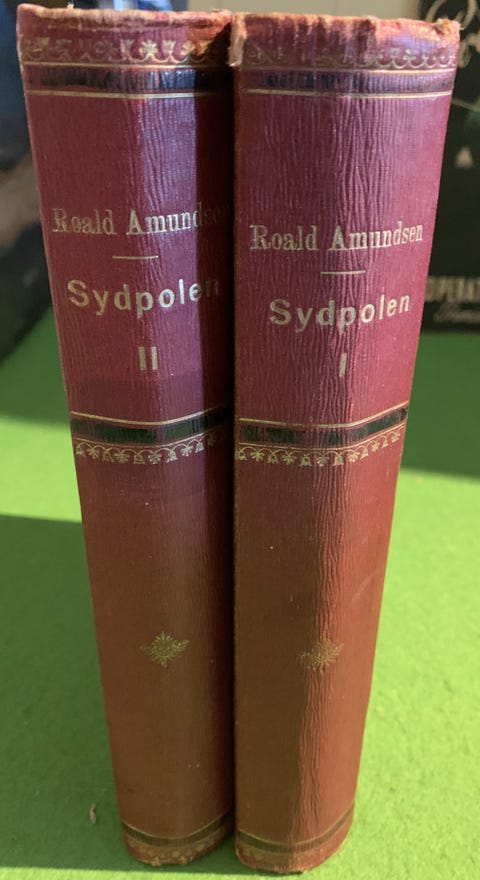 Roald Amundsen
Sydpolen
II
Roald Amundsen
Sydpolen
I